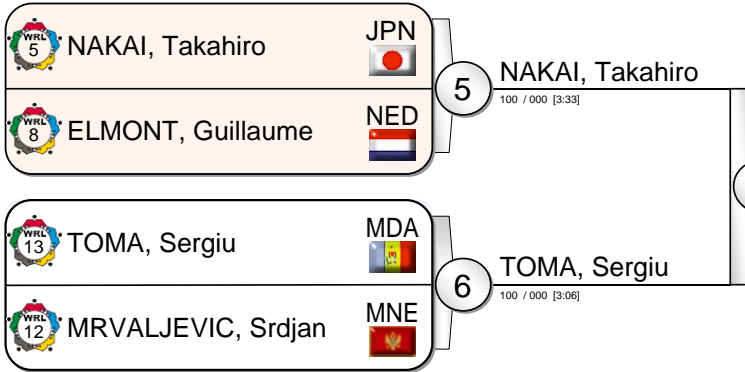 WRL 5 NAKAI, Takahiro JPN
WRL 8 ELMONT, Guillaume NED
5
NAKAI, Takahiro
100 / 000 [3:33]
WRL 13 TOMA, Sergiu MDA
WRL 12 MRVALJEVIC, Srdjan MNE
6
TOMA, Sergiu
100 / 000 [3:06]